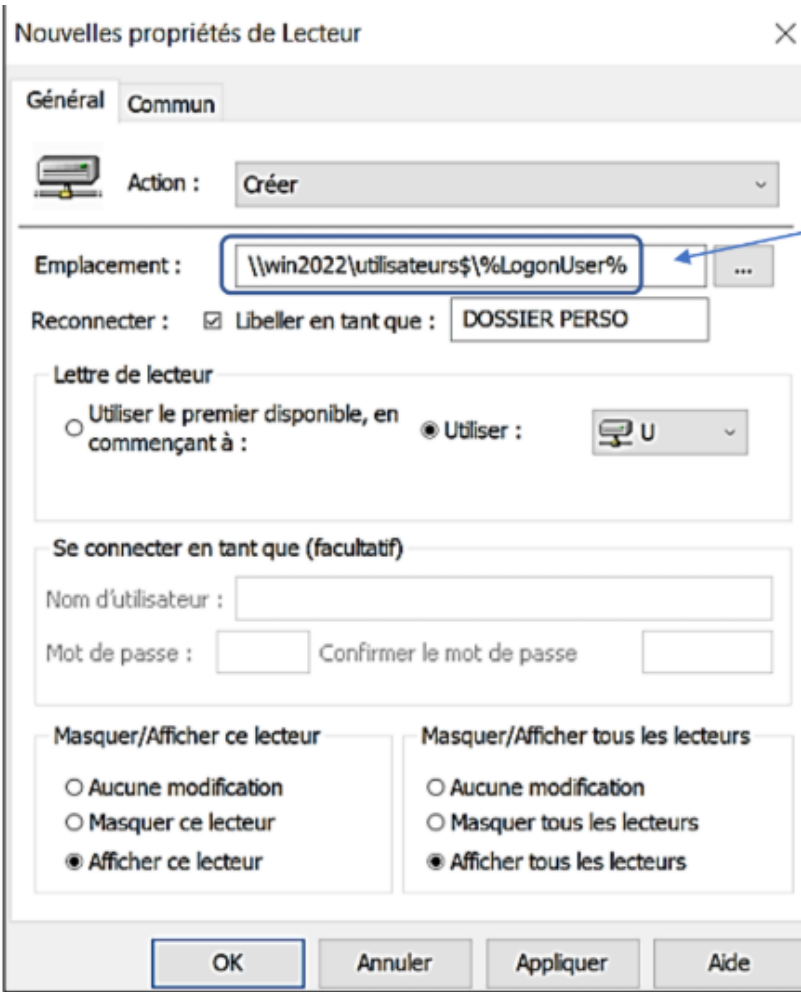 Nouvelles propriétés de Lecteur
Général Commun
Action : Créer
Emplacement : \\win2022\utilisateurs$\%LogonUser% ...
Reconnecter : Libeller en tant que : DOSSIER PERSO
Lettre de lecteur
Utiliser le premier disponible, en
commençant à :
Utiliser : U
Se connecter en tant que (facultatif)
Nom d'utilisateur :
Mot de passe : Confirmer le mot de passe
Masquer/Afficher ce lecteur
Aucune modification
Masquer ce lecteur
Afficher ce lecteur
Masquer/Afficher tous les lecteurs
Aucune modification
Masquer tous les lecteurs
Afficher tous les lecteurs
OK Annuler Appliquer Aide